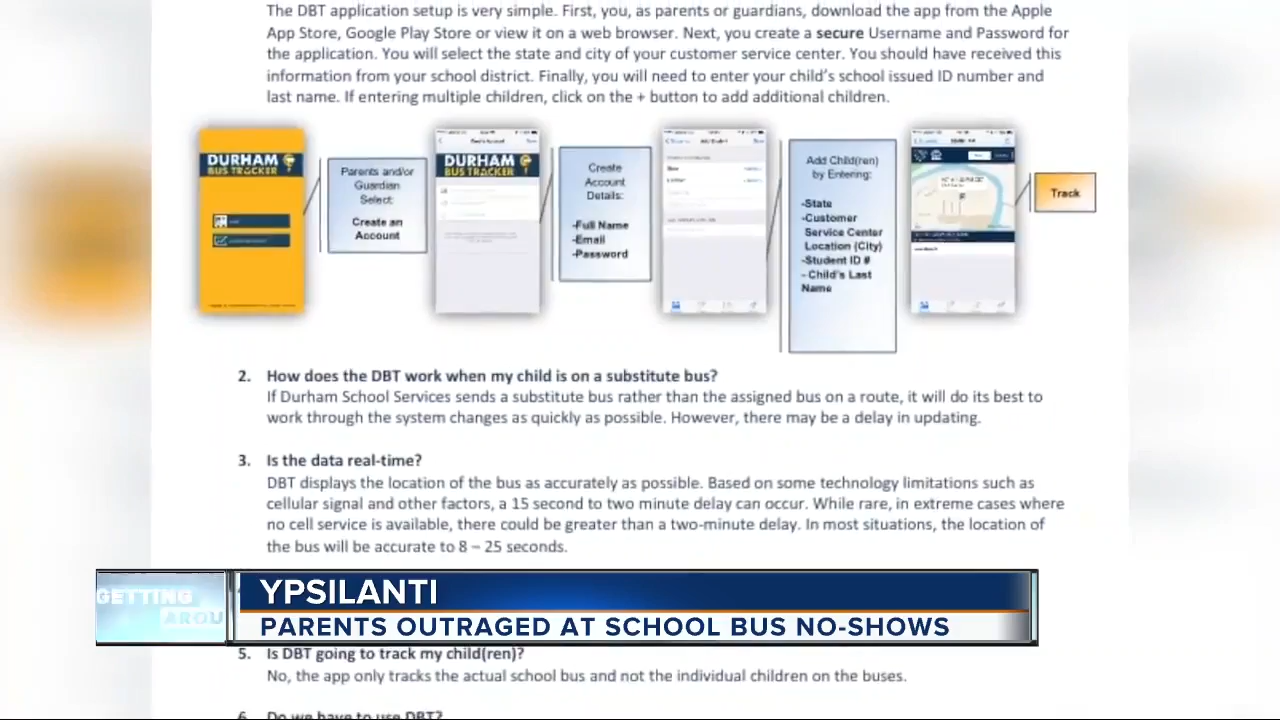 The DBT application setup is very simple. First, you, as parents or guardians, download the app from the Apple
App Store, Google Play Store or view it on a web browser. Next, you create a secure Username and Password for
the application. You will select the state and city of your customer service center. You should have received this
information from your school district. Finally, you will need to enter your child's school issued ID number and
last name. If entering multiple children, click on the + button to add additional children.
DURHAM
BUS TRACKER
Parents and/or
Guardian
Select:
Create an
Account
DURHAM
BUS TRACKER
Create
Account
Details:
-Full Name
-Email
-Password
Add Child(ren)
by Entering:
-State
-Customer
Service Center
Location (City)
-Student ID #
- Child's Last
Name
Track
2. How does the DBT work when my child is on a substitute bus?
If Durham School Services sends a substitute bus rather than the assigned bus on a route, it will do its best to
work through the system changes as quickly as possible. However, there may be a delay in updating.
3. Is the data real-time?
DBT displays the location of the bus as accurately as possible. Based on some technology limitations such as
cellular signal and other factors, a 15 second to two minute delay can occur. While rare, in extreme cases where
no cell service is available, there could be greater than a two-minute delay. In most situations, the location of
the bus will be accurate to 8 – 25 seconds.
GETTING
AROU
YPSILANTI
PARENTS OUTRAGED AT SCHOOL BUS NO-SHOWS
5. Is DBT going to track my child(ren)?
No, the app only tracks the actual school bus and not the individual children on the buses.
6. Do we have to use DBT?